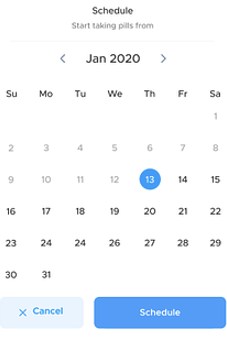 Schedule
Start taking pills from
Jan 2020
Su Mo Tu We Th Fr Sa
1
2 3 4 5 6 7 8
9 10 11 12 13 14 15
16 17 18 19 20 21 22
23 24 24 26 27 28 29
30 31
Cancel Schedule